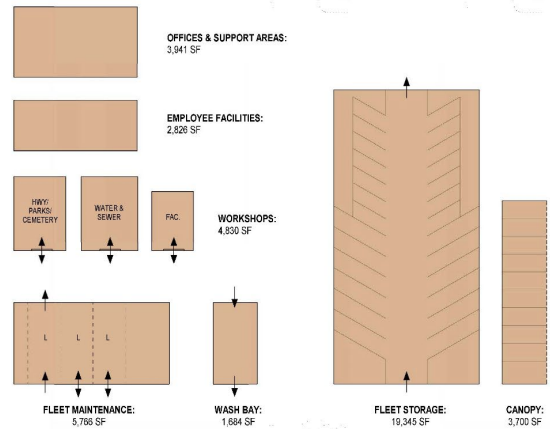 OFFICES & SUPPORT AREAS:
3,941 SF
EMPLOYEE FACILITIES:
2,826 SF
HWY/
PARKS/
CEMETERY
WATER &
SEWER
FAC.
WORKSHOPS:
4,830 SF
L
L
L
FLEET MAINTENANCE:
5,766 SF
WASH BAY:
1,684 SF
FLEET STORAGE:
19,345 SF
CANOPY:
3,700 SF